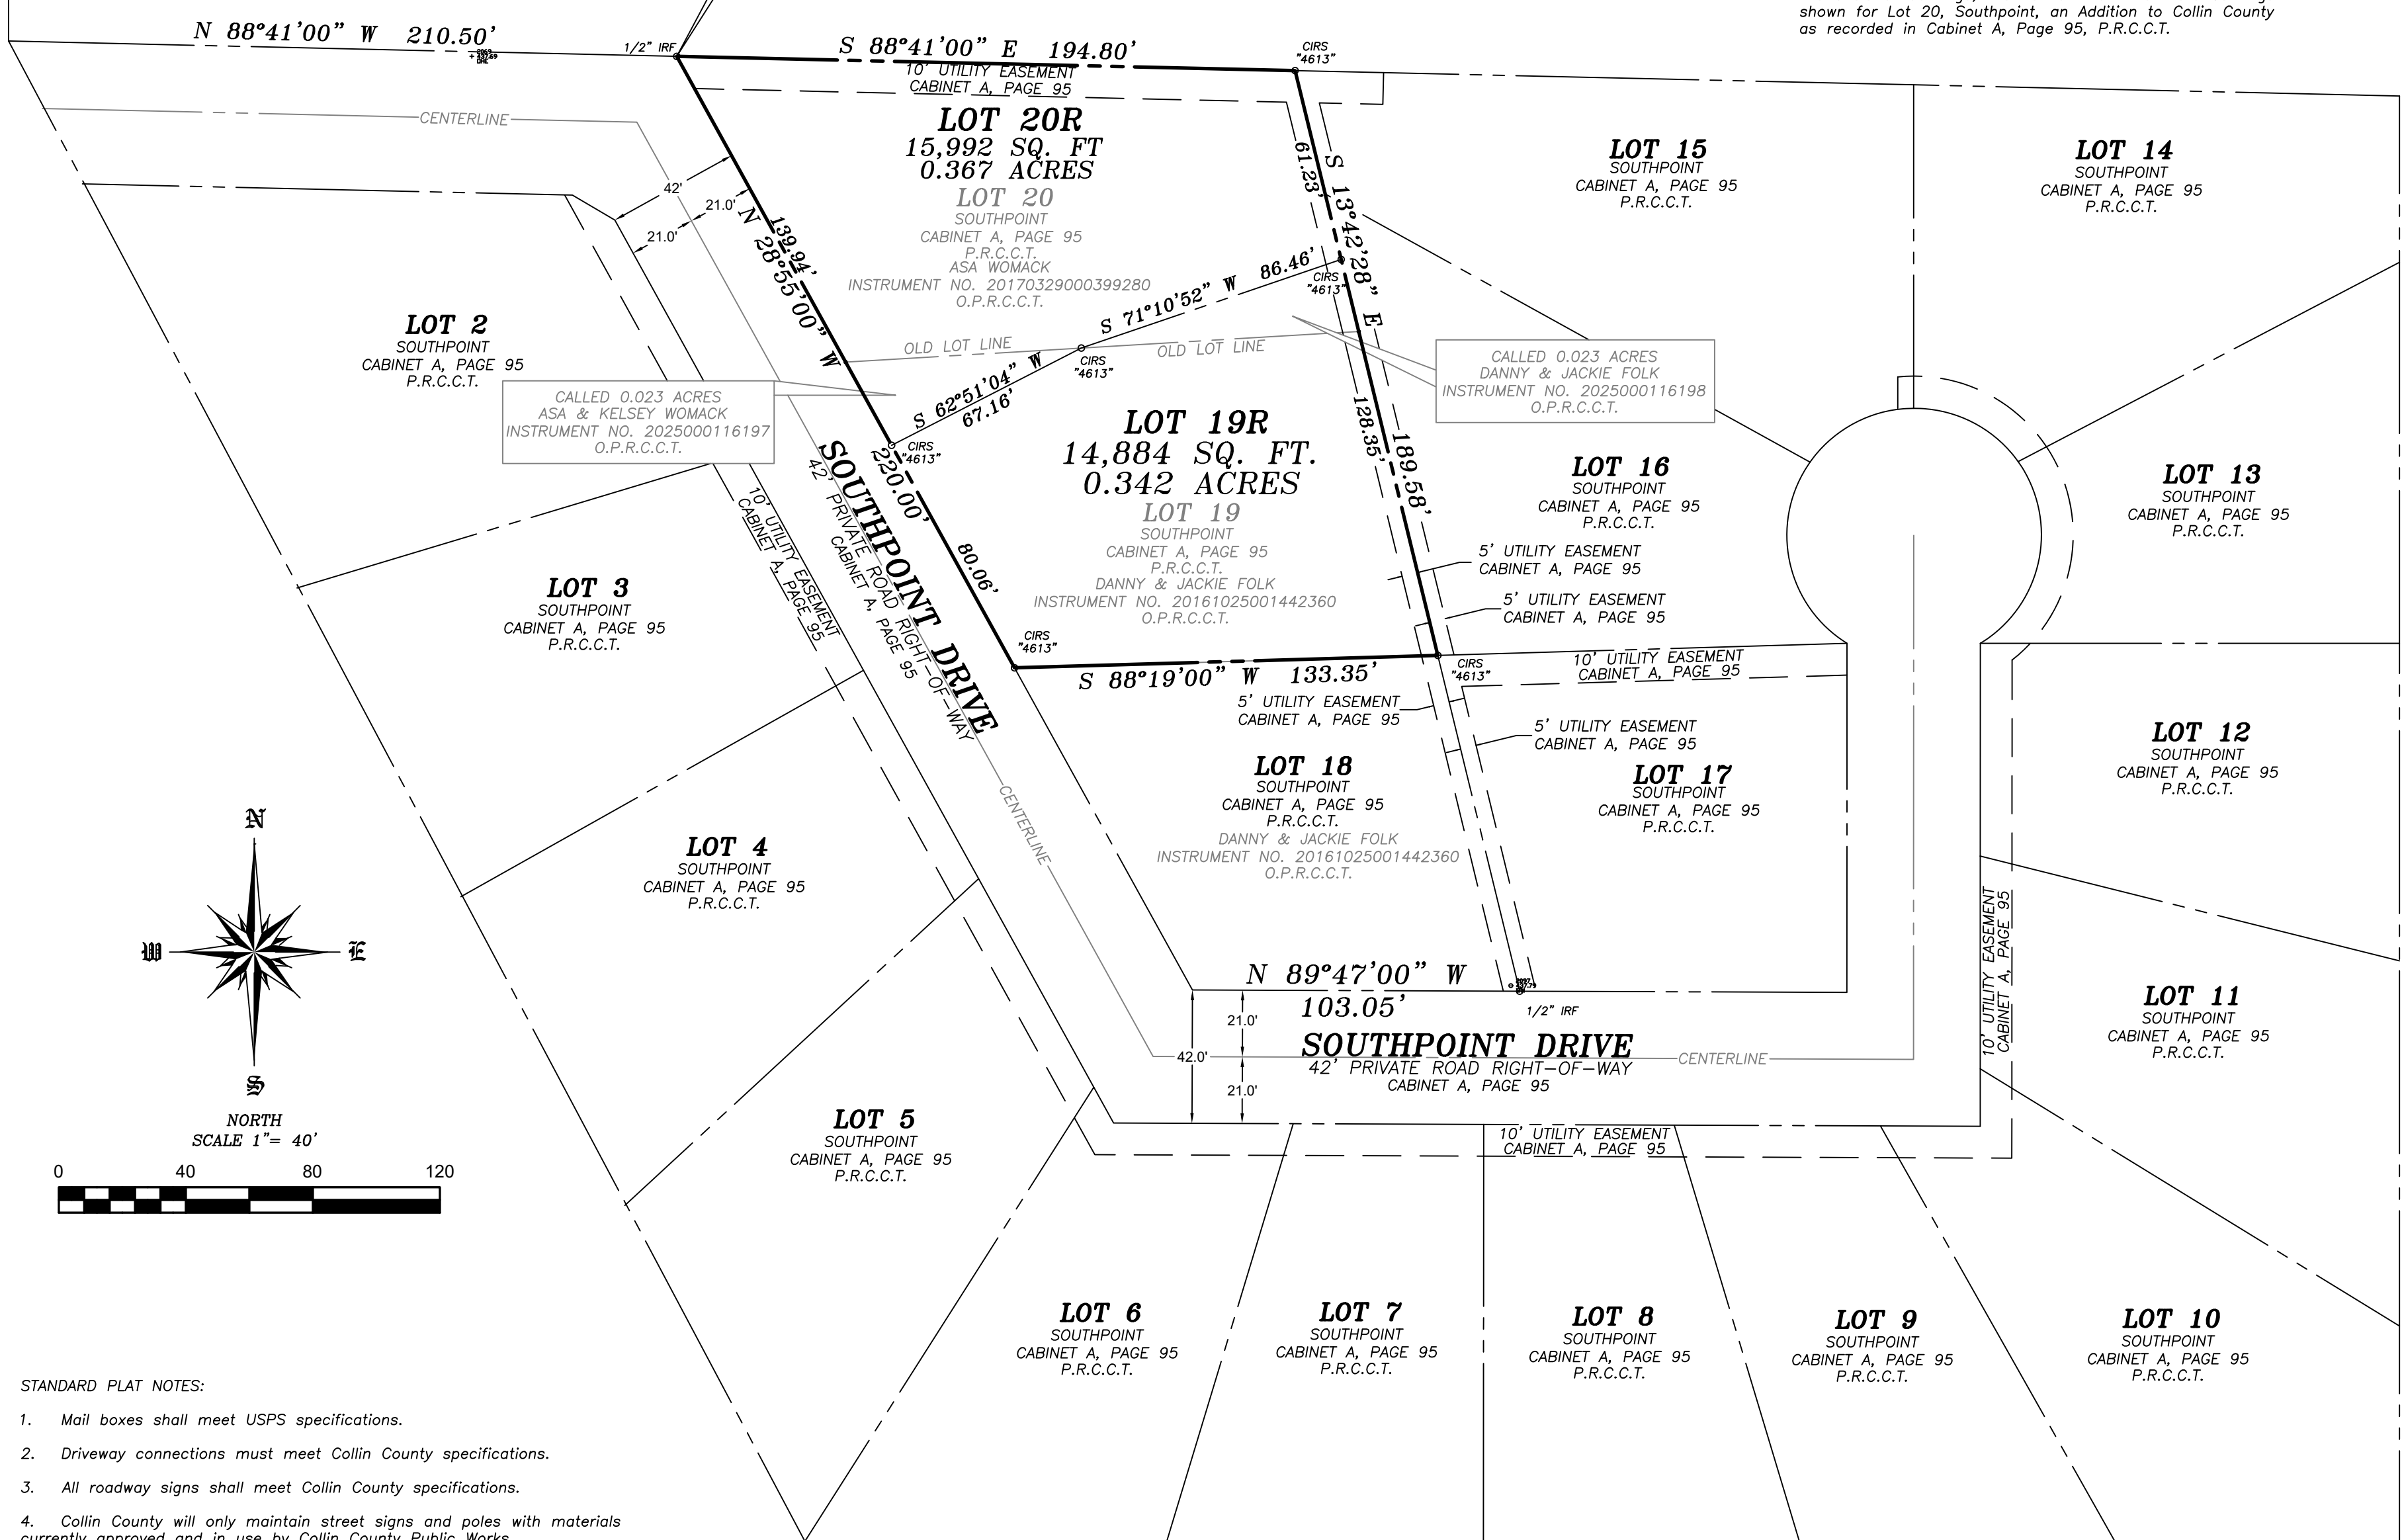 shown for Lot 20, Southpoint, an Addition to Collin County
as recorded in Cabinet A, Page 95, P.R.C.C.T.
N 88°41'00" W 210.50'
1/2" IRF
S 88°41'00" E 194.80'
CIRS
"4613"
10' UTILITY EASEMENT
CABINET A, PAGE 95
CENTERLINE
LOT 20R
15,992 SQ. FT
0.367 ACRES
LOT 20
SOUTHPOINT
CABINET A, PAGE 95
P.R.C.C.T.
ASA WOMACK
INSTRUMENT NO. 20170329000399280
O.P.R.C.C.T.
42'
21.0'
21.0'
139.94'
N 28°55'00" W
220.00'
61.23'
S 13°42'28" E
189.58'
128.35'
LOT 15
SOUTHPOINT
CABINET A, PAGE 95
P.R.C.C.T.
LOT 14
SOUTHPOINT
CABINET A, PAGE 95
P.R.C.C.T.
S 71°10'52" W 86.46'
CIRS
"4613"
OLD LOT LINE
OLD LOT LINE
CIRS
"4613"
S 62°51'04" W
67.16'
CIRS
"4613"
LOT 2
SOUTHPOINT
CABINET A, PAGE 95
P.R.C.C.T.
CALLED 0.023 ACRES
ASA & KELSEY WOMACK
INSTRUMENT NO. 2025000116197
O.P.R.C.C.T.
CALLED 0.023 ACRES
DANNY & JACKIE FOLK
INSTRUMENT NO. 2025000116198
O.P.R.C.C.T.
LOT 19R
14,884 SQ. FT.
0.342 ACRES
LOT 19
SOUTHPOINT
CABINET A, PAGE 95
P.R.C.C.T.
DANNY & JACKIE FOLK
INSTRUMENT NO. 20161025001442360
O.P.R.C.C.T.
80.06'
LOT 16
SOUTHPOINT
CABINET A, PAGE 95
P.R.C.C.T.
LOT 13
SOUTHPOINT
CABINET A, PAGE 95
P.R.C.C.T.
SOUTHPOINT DRIVE
42' PRIVATE ROAD RIGHT-OF-WAY
CABINET A, PAGE 95
10' UTILITY EASEMENT
CABINET A, PAGE 95
5' UTILITY EASEMENT
CABINET A, PAGE 95
5' UTILITY EASEMENT
CABINET A, PAGE 95
LOT 3
SOUTHPOINT
CABINET A, PAGE 95
P.R.C.C.T.
CIRS
"4613"
S 88°19'00" W 133.35'
CIRS
"4613"
10' UTILITY EASEMENT
CABINET A, PAGE 95
5' UTILITY EASEMENT
CABINET A, PAGE 95
5' UTILITY EASEMENT
CABINET A, PAGE 95
LOT 12
SOUTHPOINT
CABINET A, PAGE 95
P.R.C.C.T.
LOT 18
SOUTHPOINT
CABINET A, PAGE 95
P.R.C.C.T.
DANNY & JACKIE FOLK
INSTRUMENT NO. 20161025001442360
O.P.R.C.C.T.
LOT 17
SOUTHPOINT
CABINET A, PAGE 95
P.R.C.C.T.
CENTERLINE
LOT 4
SOUTHPOINT
CABINET A, PAGE 95
P.R.C.C.T.
N
W
E
S
NORTH
SCALE 1"= 40'
0 40 80 120
N 89°47'00" W
103.05'
1/2" IRF
21.0'
42.0'
21.0'
SOUTHPOINT DRIVE
CENTERLINE
42' PRIVATE ROAD RIGHT-OF-WAY
CABINET A, PAGE 95
10' UTILITY EASEMENT
CABINET A, PAGE 95
LOT 11
SOUTHPOINT
CABINET A, PAGE 95
P.R.C.C.T.
LOT 5
SOUTHPOINT
CABINET A, PAGE 95
P.R.C.C.T.
10' UTILITY EASEMENT
CABINET A, PAGE 95
LOT 6
SOUTHPOINT
CABINET A, PAGE 95
P.R.C.C.T.
LOT 7
SOUTHPOINT
CABINET A, PAGE 95
P.R.C.C.T.
LOT 8
SOUTHPOINT
CABINET A, PAGE 95
P.R.C.C.T.
LOT 9
SOUTHPOINT
CABINET A, PAGE 95
P.R.C.C.T.
LOT 10
SOUTHPOINT
CABINET A, PAGE 95
P.R.C.C.T.
STANDARD PLAT NOTES:
1. Mail boxes shall meet USPS specifications.
2. Driveway connections must meet Collin County specifications.
3. All roadway signs shall meet Collin County specifications.
4. Collin County will only maintain street signs and poles with materials
currently approved and in use by Collin County Public Works